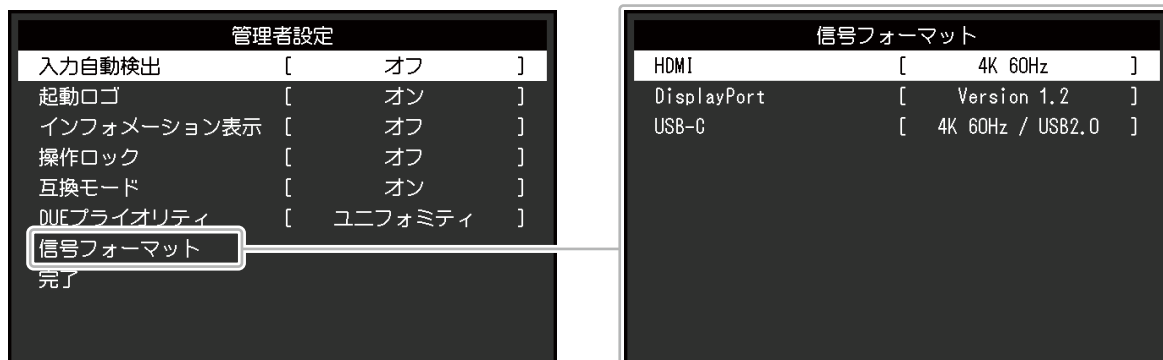 管理者設定
入力自動検出 [ オフ ]
起動ロゴ [ オン ]
インフォメーション表示 [ オフ ]
操作ロック [ オフ ]
互換モード [ オン ]
DUEプライオリティ [ ユニフォミティ ]
信号フォーマット
完了
信号フォーマット
HDMI [ 4K 60Hz ]
DisplayPort [ Version 1.2 ]
USB-C [ 4K 60Hz / USB2.0 ]